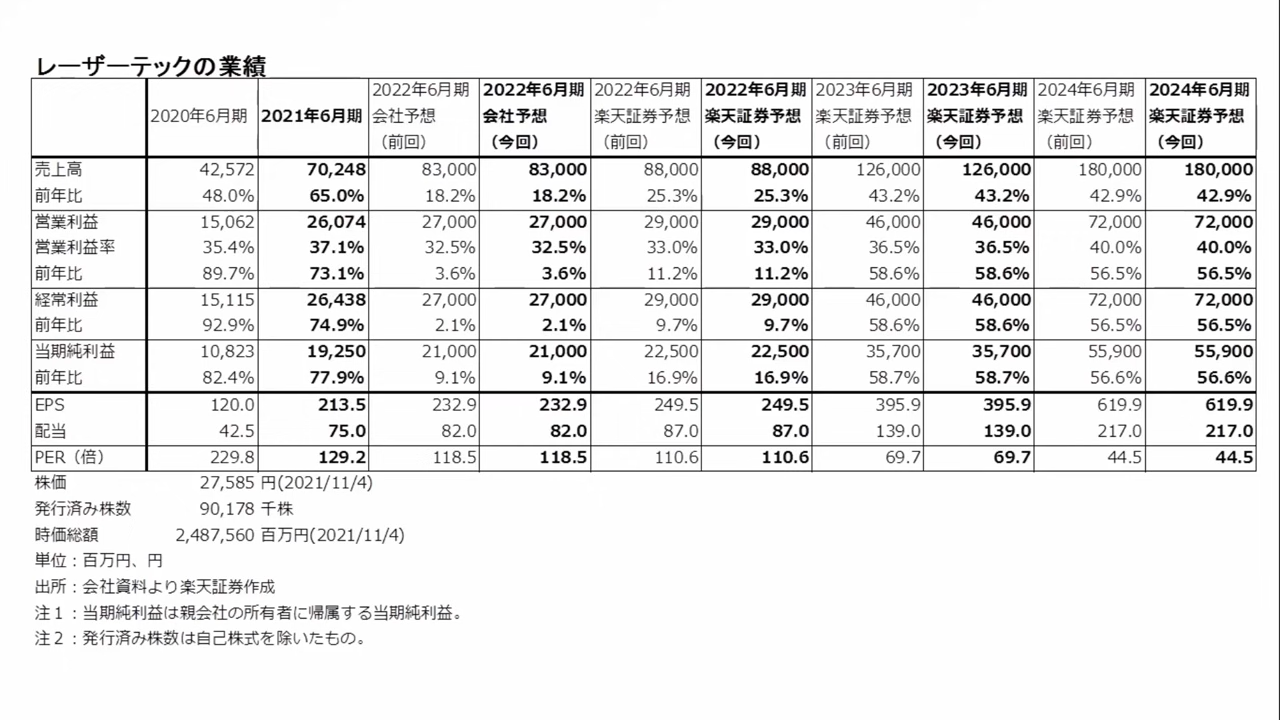 レーザーテックの業績
2020年6月期 2021年6月期 2022年6月期 会社予想 （前回） 2022年6月期 会社予想 （今回） 2022年6月期 楽天証券予想 （前回） 2022年6月期 楽天証券予想 （今回） 2023年6月期 楽天証券予想 （前回） 2023年6月期 楽天証券予想 （今回） 2024年6月期 楽天証券予想 （前回） 2024年6月期 楽天証券予想 （今回）
売上高 42,572 70,248 83,000 83,000 88,000 88,000 126,000 126,000 180,000 180,000
前年比 48.0% 65.0% 18.2% 18.2% 25.3% 25.3% 43.2% 43.2% 42.9% 42.9%
営業利益 15,062 26,074 27,000 27,000 29,000 29,000 46,000 46,000 72,000 72,000
営業利益率 35.4% 37.1% 32.5% 32.5% 33.0% 33.0% 36.5% 36.5% 40.0% 40.0%
前年比 89.7% 73.1% 3.6% 3.6% 11.2% 11.2% 58.6% 58.6% 56.5% 56.5%
経常利益 15,115 26,438 27,000 27,000 29,000 29,000 46,000 46,000 72,000 72,000
前年比 92.9% 74.9% 2.1% 2.1% 9.7% 9.7% 58.6% 58.6% 56.5% 56.5%
当期純利益 10,823 19,250 21,000 21,000 22,500 22,500 35,700 35,700 55,900 55,900
前年比 82.4% 77.9% 9.1% 9.1% 16.9% 16.9% 58.7% 58.7% 56.6% 56.6%
EPS 120.0 213.5 232.9 232.9 249.5 249.5 395.9 395.9 619.9 619.9
配当 42.5 75.0 82.0 82.0 87.0 87.0 139.0 139.0 217.0 217.0
PER（倍） 229.8 129.2 118.5 118.5 110.6 110.6 69.7 69.7 44.5 44.5
株価 27,585 円(2021/11/4)
発行済み株数 90,178 千株
時価総額 2,487,560 百万円(2021/11/4)
単位：百万円、円
出所：会社資料より楽天証券作成
注１：当期純利益は親会社の所有者に帰属する当期純利益。
注２：発行済み株数は自己株式を除いたもの。